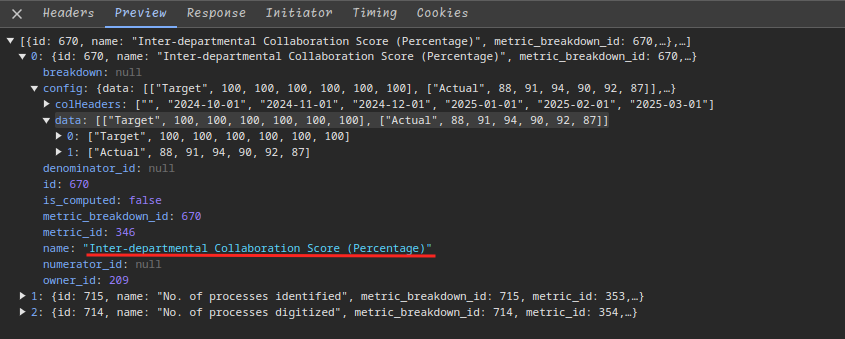 Headers Preview Response Initiator Timing Cookies
[{id: 670, name: "Inter-departmental Collaboration Score (Percentage)", metric_breakdown_id: 670,…},…]
0: {id: 670, name: "Inter-departmental Collaboration Score (Percentage)", metric_breakdown_id: 670,…}
breakdown: null
config: {data: [["Target", 100, 100, 100, 100, 100, 100], ["Actual", 88, 91, 94, 90, 92, 87]],…}
colHeaders: ["", "2024-10-01", "2024-11-01", "2024-12-01", "2025-01-01", "2025-02-01", "2025-03-01"]
data: [["Target", 100, 100, 100, 100, 100, 100], ["Actual", 88, 91, 94, 90, 92, 87]]
0: ["Target", 100, 100, 100, 100, 100, 100]
1: ["Actual", 88, 91, 94, 90, 92, 87]
denominator_id: null
id: 670
is_computed: false
metric_breakdown_id: 670
metric_id: 346
name: "Inter-departmental Collaboration Score (Percentage)"
numerator_id: null
owner_id: 209
1: {id: 715, name: "No. of processes identified", metric_breakdown_id: 715, metric_id: 353,…}
2: {id: 714, name: "No. of processes digitized", metric_breakdown_id: 714, metric_id: 354,…}